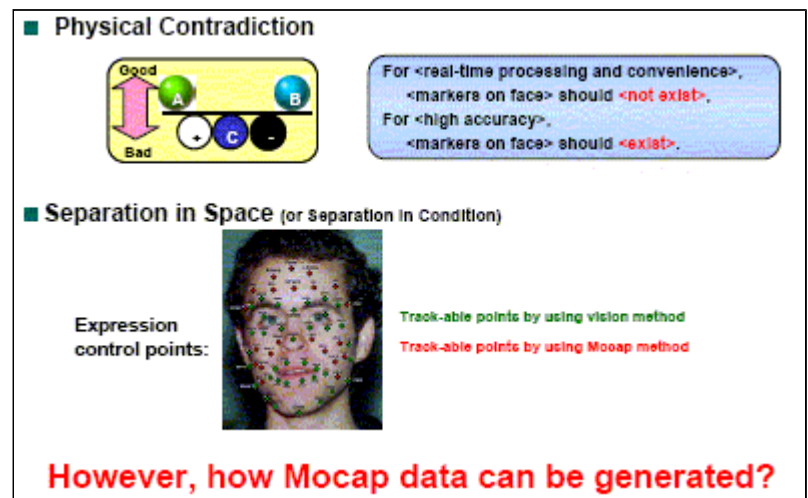 Physical Contradiction
Good
A
B
+
C
-
Bad
For <real-time processing and convenience>,
<markers on face> should <not exist>,
For <high accuracy>,
<markers on face> should <exist>.
Separation in Space (or Separation in Condition)
Expression
control points:
Track-able points by using vision method
Track-able points by using Mocap method
However, how Mocap data can be generated?